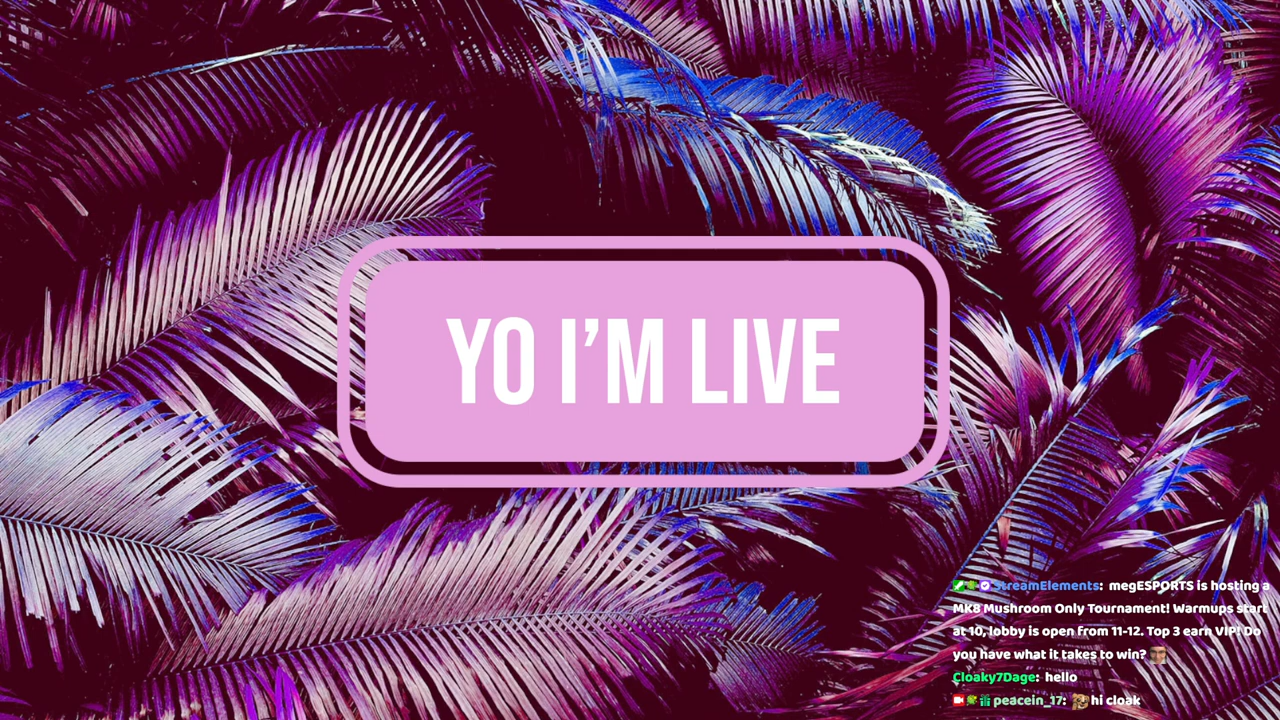 YO I’M LIVE
StreamElements: megESPORTS is hosting a
MK8 Mushroom Only Tournament! Warmups start
at 10, lobby is open from 11-12. Top 3 earn VIP! Do
you have what it takes to win?
Cloaky7Dage: hello
peacein_17: hi cloak